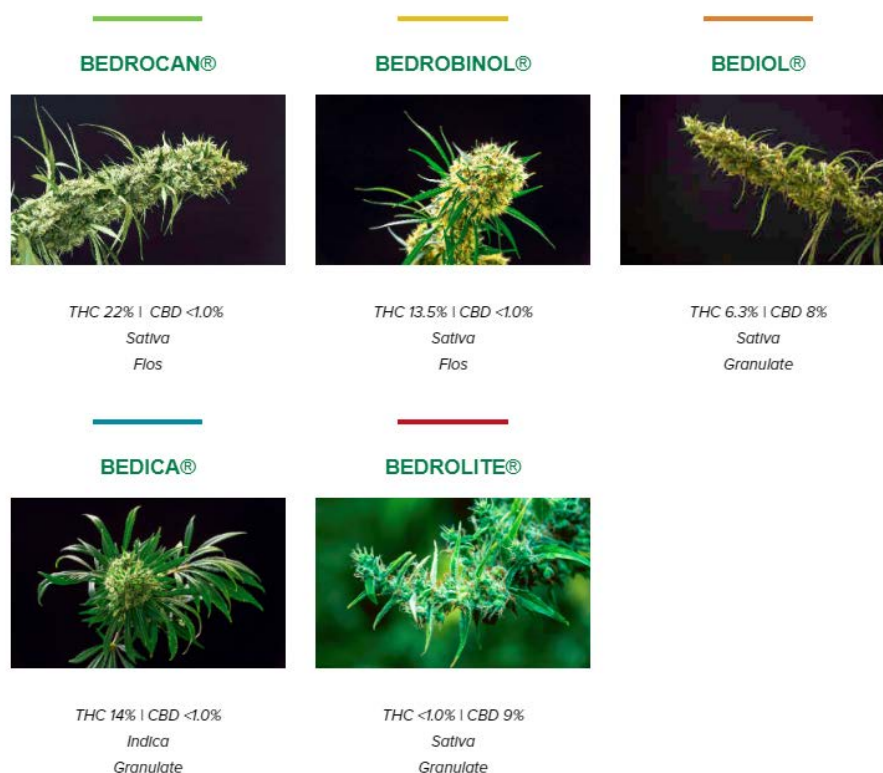 BEDROCAN®
THC 22% | CBD <1.0%
Sativa
Flos
BEDROBINOL®
THC 13.5% | CBD <1.0%
Sativa
Flos
BEDIOL®
THC 6.3% | CBD 8%
Sativa
Granulate
BEDICA®
THC 14% | CBD <1.0%
Indica
Granulate
BEDROLITE®
THC <1.0% | CBD 9%
Sativa
Granulate